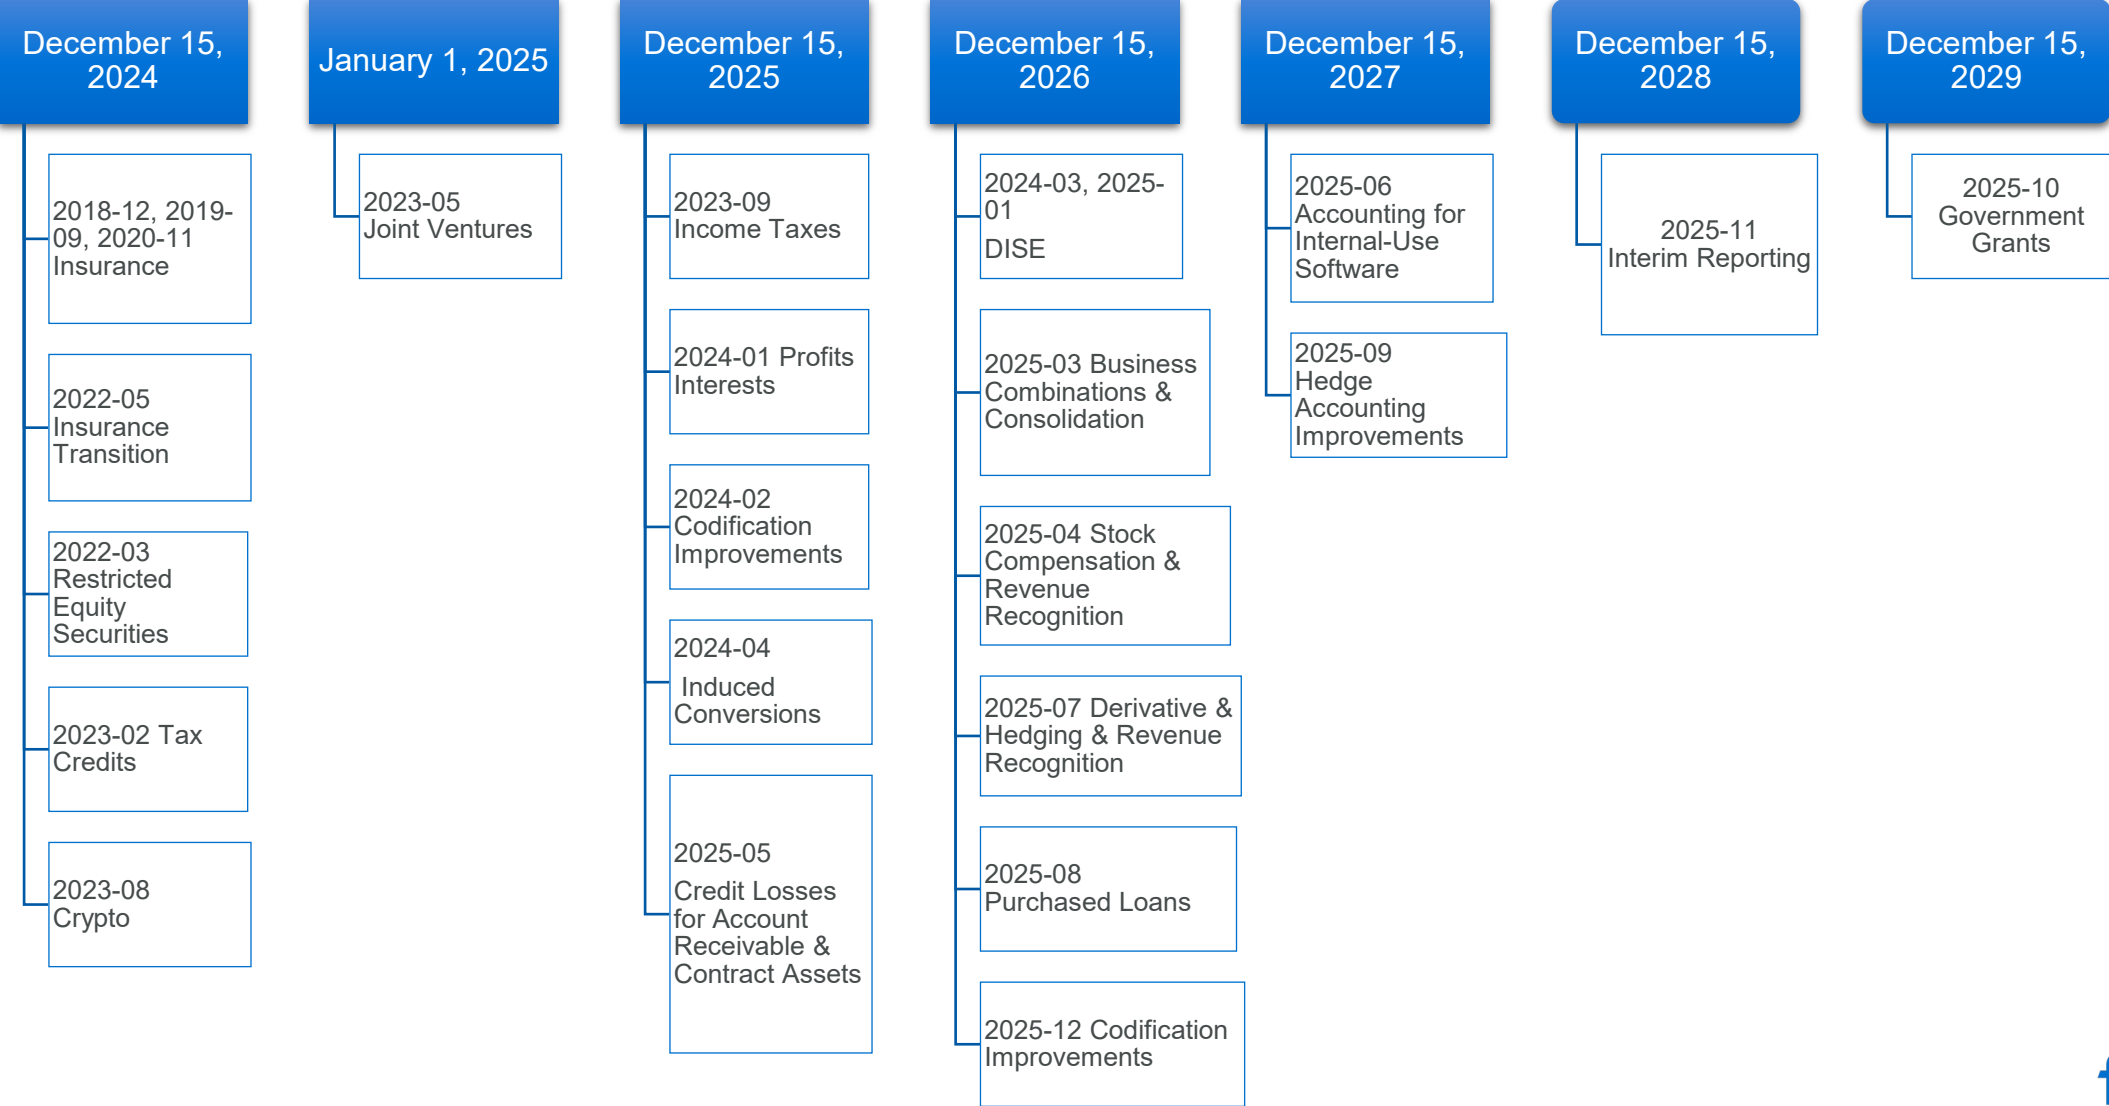 December 15,
2024
2018-12, 2019-
09, 2020-11
Insurance
2022-05
Insurance
Transition
2022-03
Restricted
Equity
Securities
2023-02 Tax
Credits
2023-08
Crypto
January 1, 2025
2023-05
Joint Ventures
December 15,
2025
2023-09
Income Taxes
2024-01 Profits
Interests
2024-02
Codification
Improvements
2024-04
Induced
Conversions
2025-05
Credit Losses
for Account
Receivable &
Contract Assets
December 15,
2026
2024-03, 2025-
01
DISE
2025-03 Business
Combinations &
Consolidation
2025-04 Stock
Compensation &
Revenue
Recognition
2025-07 Derivative &
Hedging & Revenue
Recognition
2025-08
Purchased Loans
2025-12 Codification
Improvements
December 15,
2027
2025-06
Accounting for
Internal-Use
Software
2025-09
Hedge
Accounting
Improvements
December 15,
2028
2025-11
Interim Reporting
December 15,
2029
2025-10
Government
Grants